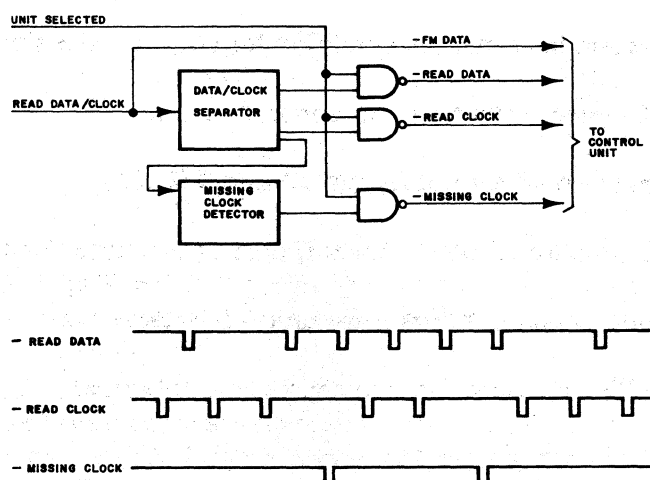 UNIT SELECTED
– FM DATA
DATA/CLOCK
SEPARATOR
– READ DATA
READ DATA/CLOCK
– READ CLOCK
TO
CONTROL
UNIT
MISSING
CLOCK
DETECTOR
– MISSING CLOCK
– READ DATA
– READ CLOCK
– MISSING CLOCK